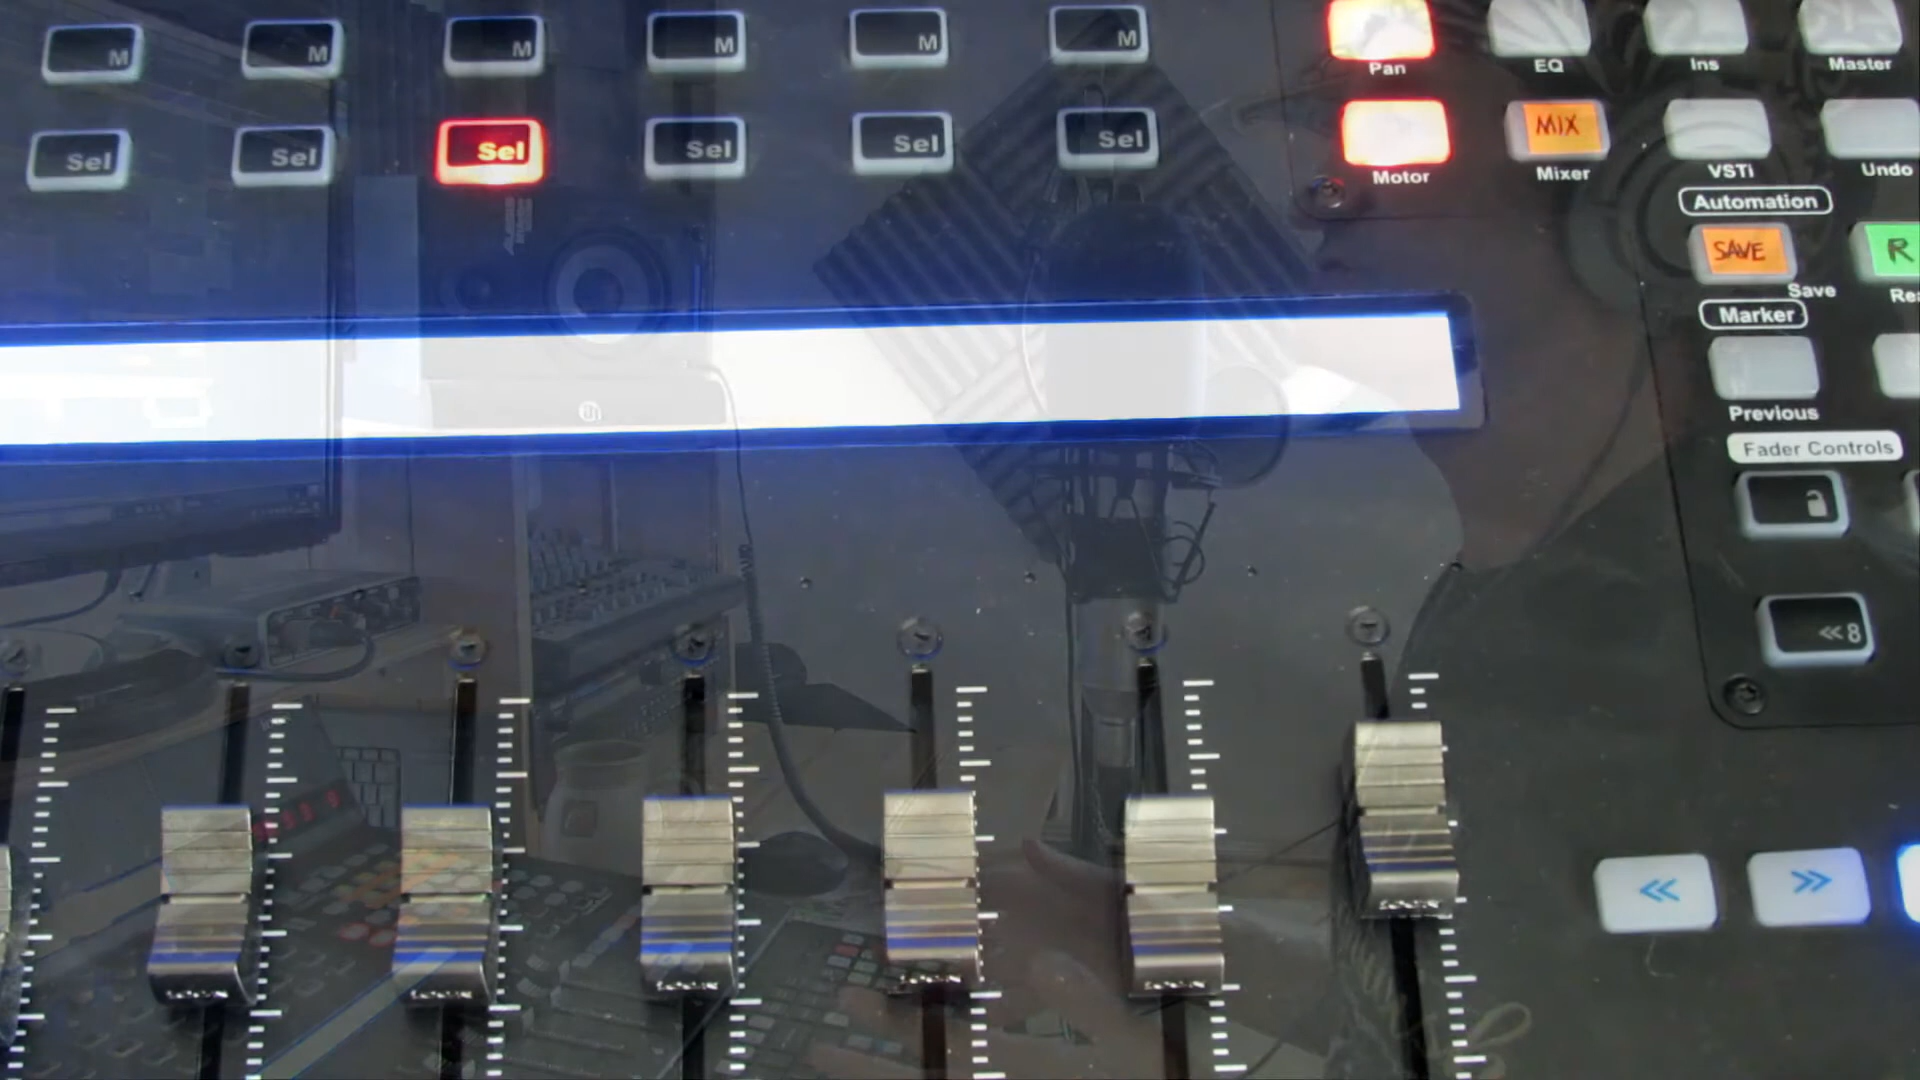 M M M M M M
Pan EQ Ins Master
Sel Sel Sel Sel Sel Sel
MIX
Motor Mixer VSTi Undo
Automation
SAVE R
Save
Marker
Previous
Fader Controls
<<8
<< >>